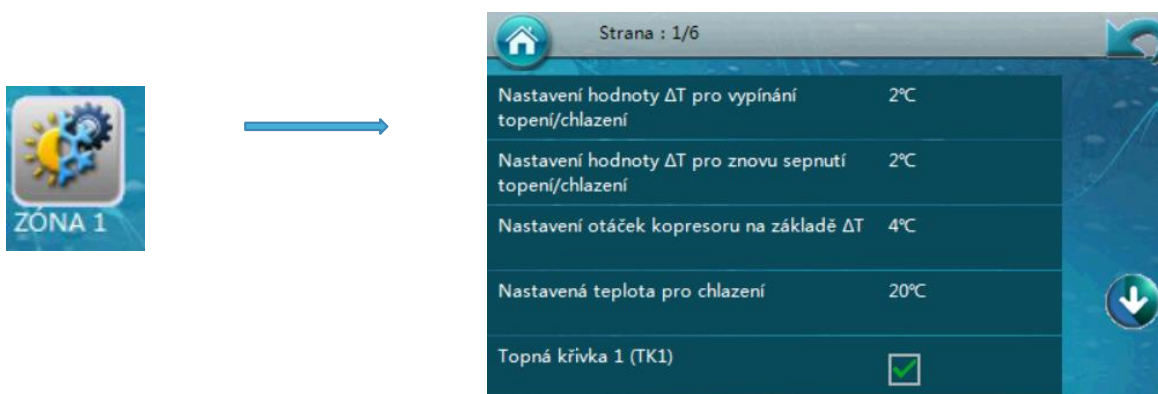 ZÓNA 1
Strana : 1/6
Nastavení hodnoty ΔT pro vypínání 2℃
topení/chlazení
Nastavení hodnoty ΔT pro znovu sepnutí 2℃
topení/chlazení
Nastavení otáček kopresoru na základě ΔT 4℃
Nastavená teplota pro chlazení 20℃
Topná křivka 1 (TK1)